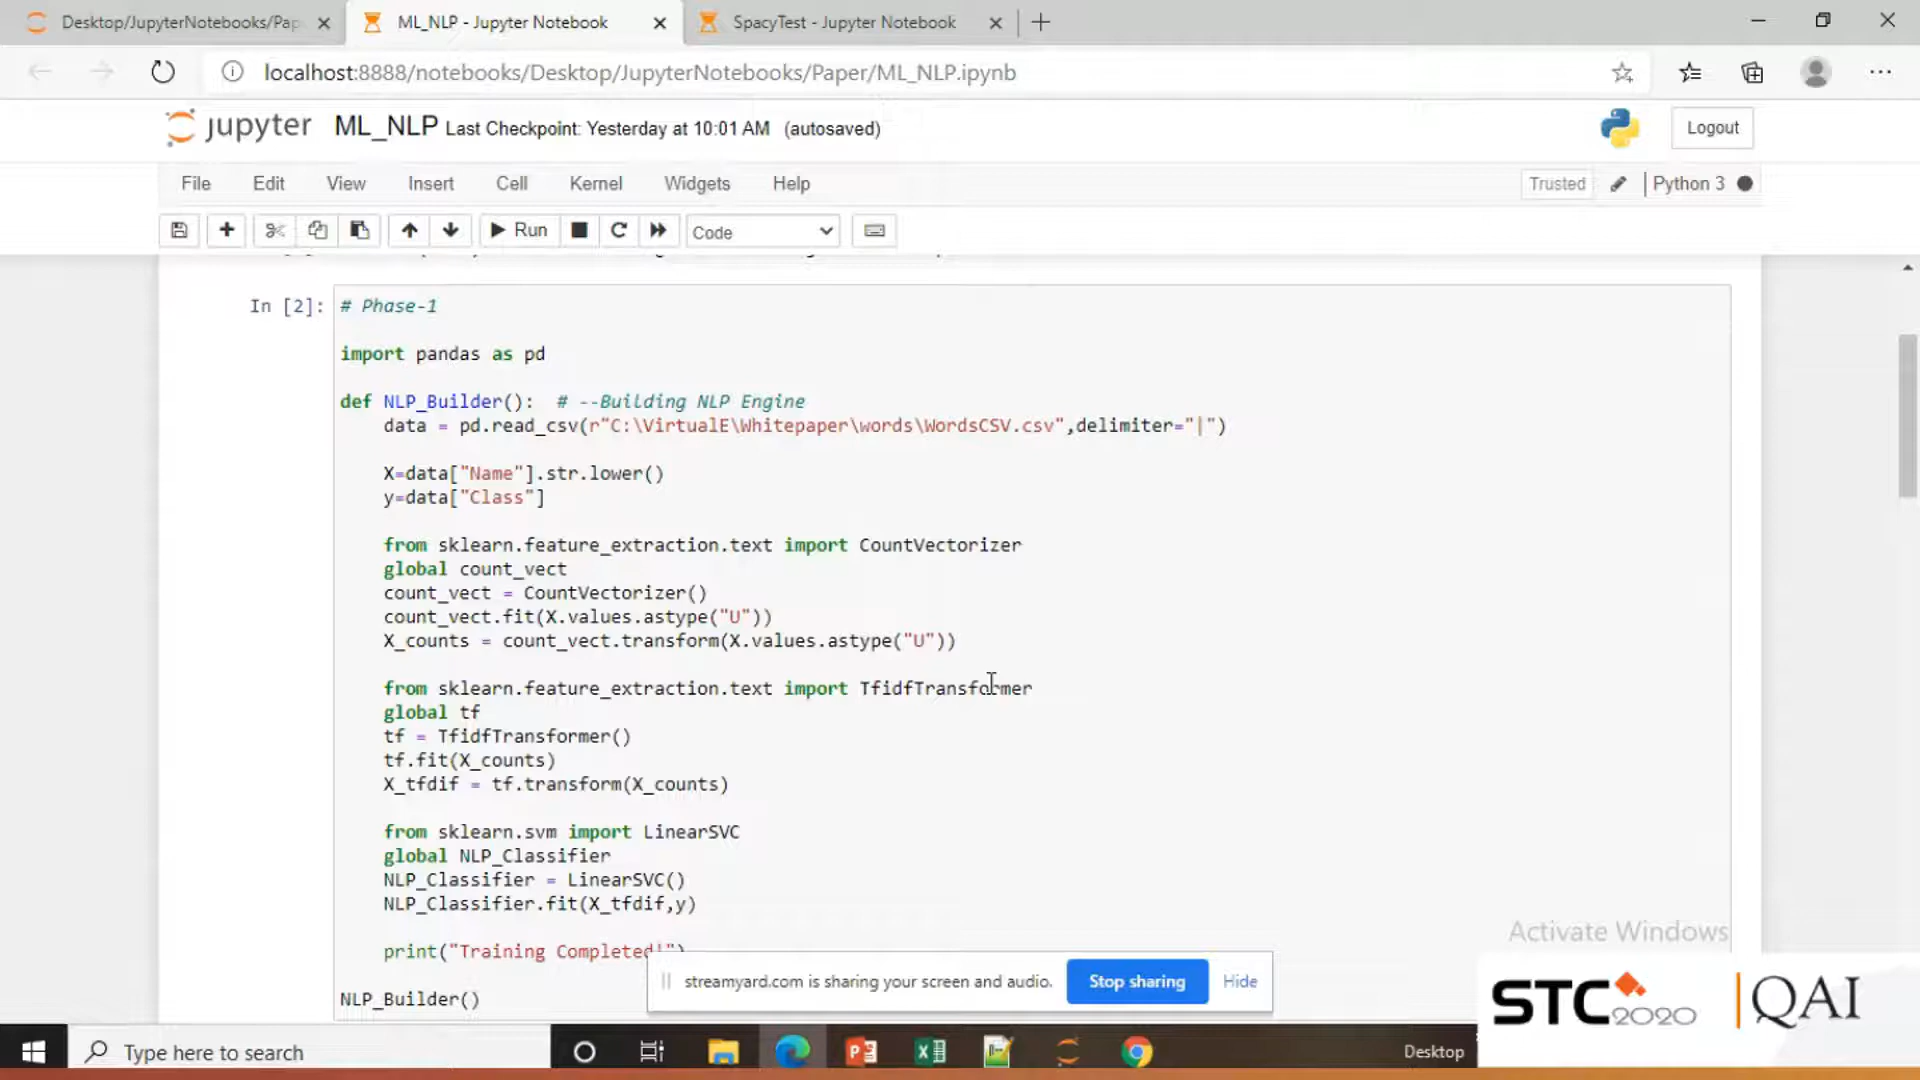 Desktop/JupyterNotebooks/Pap
ML_NLP - Jupyter Notebook
SpacyTest - Jupyter Notebook
localhost:8888/notebooks/Desktop/JupyterNotebooks/Paper/ML_NLP.ipynb
jupyter ML_NLP Last Checkpoint: Yesterday at 10:01 AM (autosaved)
Logout
File Edit View Insert Cell Kernel Widgets Help
Trusted
Python 3
Run
Code
In [2]:
# Phase-1
import pandas as pd
def NLP_Builder(): # --Building NLP Engine
data = pd.read_csv(r"C:\VirtualE\Whitepaper\words\WordsCSV.csv",delimiter="|")
X=data["Name"].str.lower()
y=data["Class"]
from sklearn.feature_extraction.text import CountVectorizer
global count_vect
count_vect = CountVectorizer()
count_vect.fit(X.values.astype("U"))
X_counts = count_vect.transform(X.values.astype("U"))
from sklearn.feature_extraction.text import TfidfTransformer
global tf
tf = TfidfTransformer()
tf.fit(X_counts)
X_tfdif = tf.transform(X_counts)
from sklearn.svm import LinearSVC
global NLP_Classifier
NLP_Classifier = LinearSVC()
NLP_Classifier.fit(X_tfdif,y)
print("Training Completed!")
NLP_Builder()
Activate Windows
streamyard.com is sharing your screen and audio.
Stop sharing
Hide
STC2020
QAI
Type here to search
Desktop